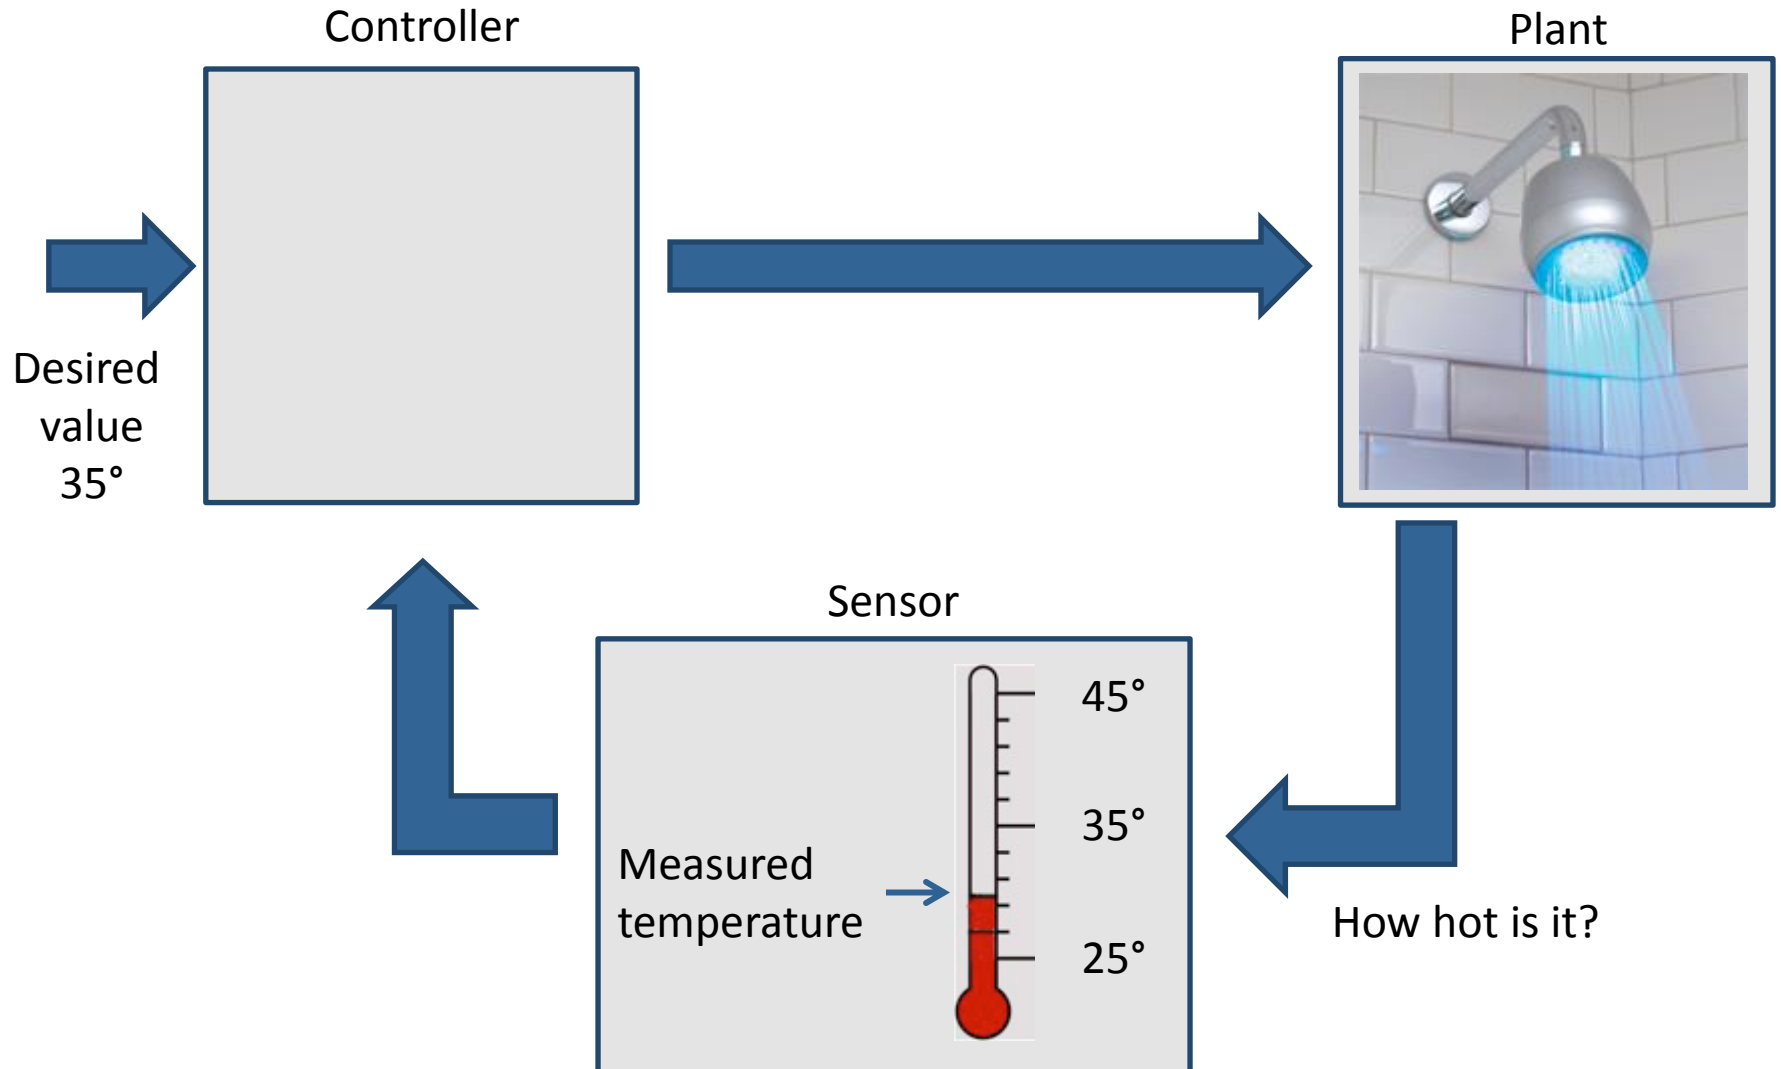 Controller
Plant
Desired
value
35°
Sensor
45°
35°
Measured
temperature
25°
How hot is it?